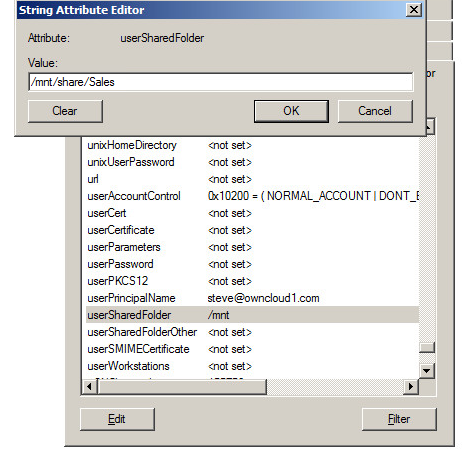 String Attribute Editor
Attribute: userSharedFolder
Value:
/mnt/share/Sales
Clear OK Cancel
or
unixHomeDirectory <not set>
unixUserPassword <not set>
url <not set>
userAccountControl 0x10200 = ( NORMAL_ACCOUNT | DONT_E
userCert <not set>
userCertificate <not set>
userParameters <not set>
userPassword <not set>
userPKCS12 <not set>
userPrincipalName steve@owncloud1.com
userSharedFolder /mnt
userSharedFolderOther <not set>
userSMIMECertificate <not set>
userWorkstations <not set>
Edit Filter